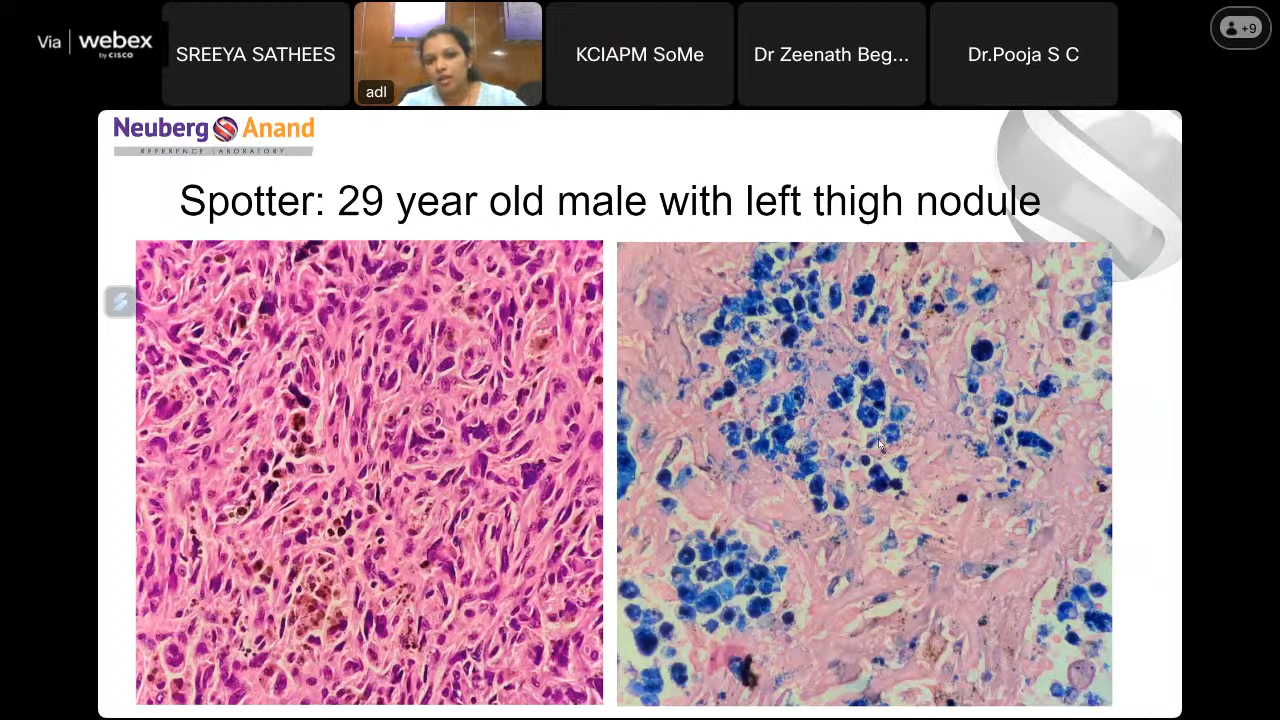 Via webex
by CISCO
SREEYA SATHEES
adl
KCIAPM SoMe
Dr Zeenath Beg...
Dr.Pooja S C
+9
Neuberg Anand
REFERENCE LABORATORY
Spotter: 29 year old male with left thigh nodule